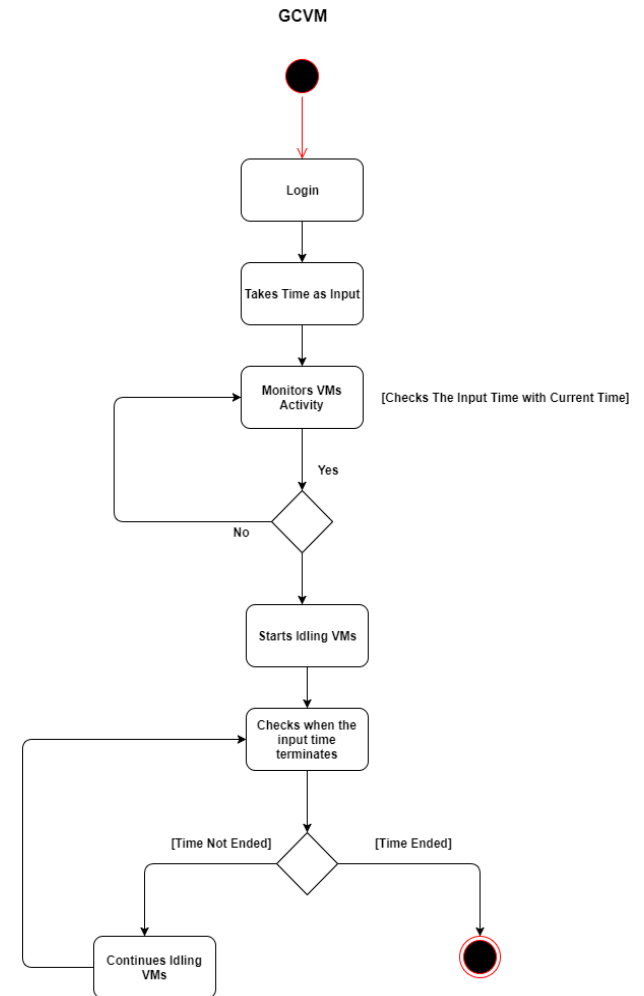 GCVM
Login
Takes Time as Input
Monitors VMs
Activity
[Checks The Input Time with Current Time]
Yes
No
Starts Idling VMs
Checks when the
input time
terminates
[Time Not Ended]
[Time Ended]
Continues Idling
VMs